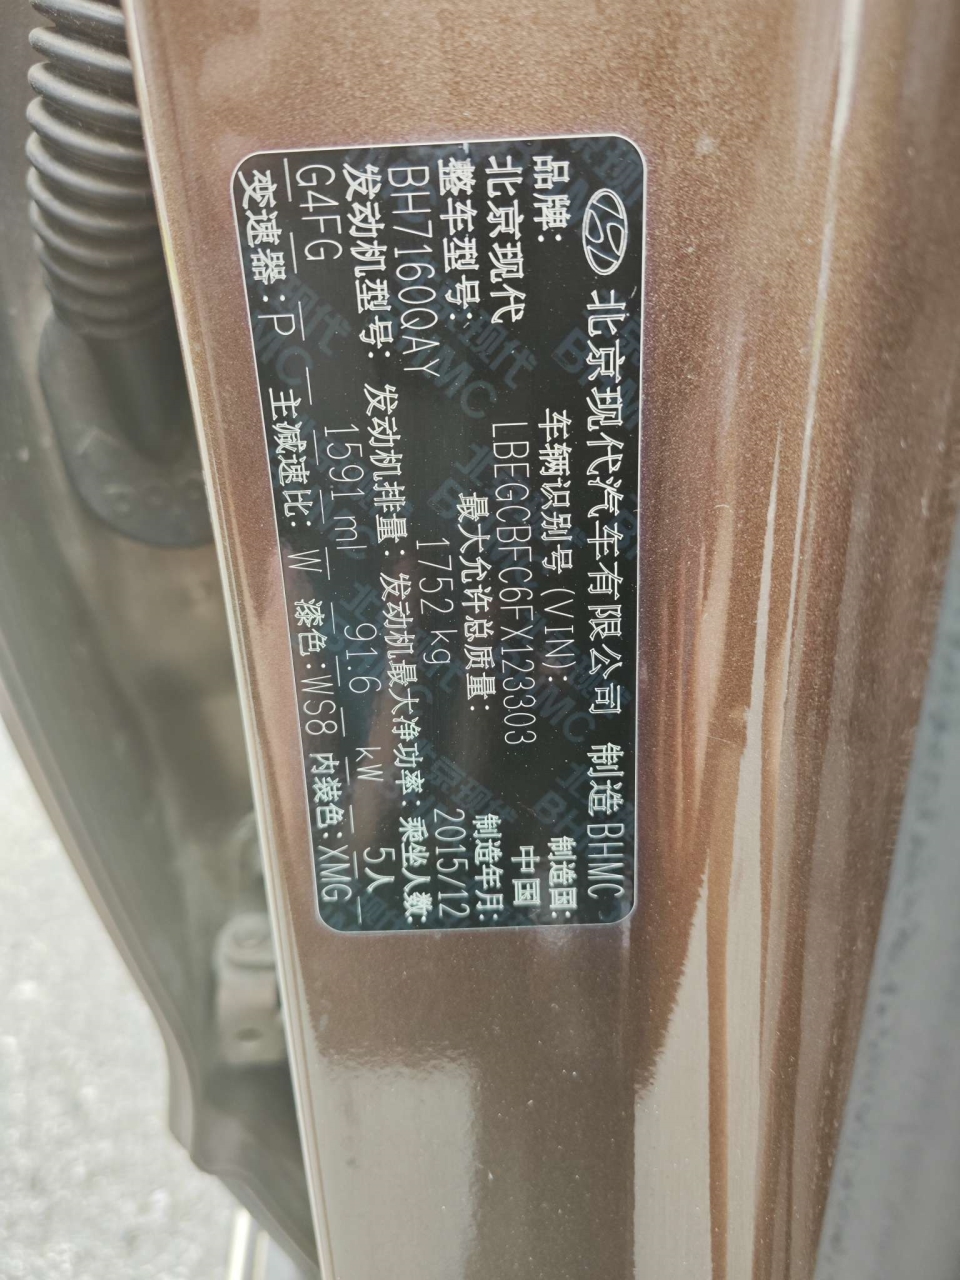 北京现代汽车有限公司 制造 BHMC
品牌: 车辆识别号 (VIN): 制造国:
北京现代 LBEGCBFC6FX123303 中国
整车型号: 最大允许总质量: 制造年月:
BH7160QAY 1752 kg 2015/12
发动机型号: 发动机排量: 发动机最大净功率: 乘坐人数:
G4FG 1591 ml 91.6 kW 5人
变速器: P 主减速比: W 漆色: WS8 内装色: XMG